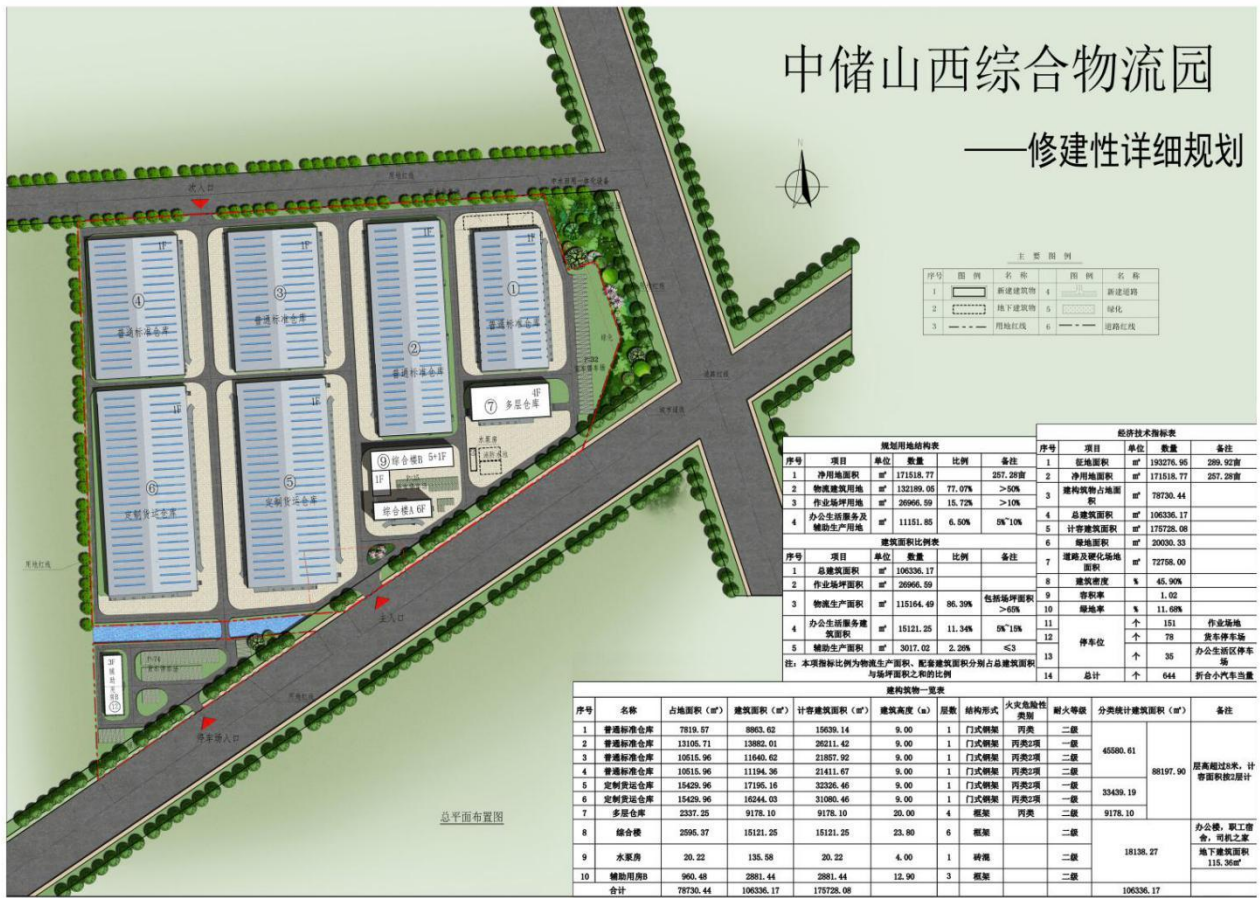 中储山西综合物流园
——修建性详细规划
N
主 要 图 例
序号 图 例 名 称 图 例 名 称
1 新建建筑物 4 新建道路
2 地下建筑物 5 绿化
3 用地红线 6 道路红线
次入口
用地红线
1F
④
普通标准仓库
1F
③
普通标准仓库
1F
②
普通标准仓库
1F
①
普通标准仓库
绿化
4F
⑦ 多层仓库
水泵房
⑨综合楼B 5+1F
1F
综合楼A 6F
1F
⑥
定制货运仓库
1F
⑤
定制货运仓库
用地红线
主入口
停车场入口
3F
辅助用房B
⑫
道路红线
总平面布置图
规划用地结构表
序号 项目 单位 数量 比例 备注
1 净用地面积 ㎡ 171518.77 257.28亩
2 物流建筑用地 ㎡ 132189.05 77.07% >50%
3 作业场坪用地 ㎡ 26966.59 15.72% >10%
4 办公生活服务及辅助生产用地 ㎡ 11151.85 6.50% 5%~10%
建筑面积比例表
序号 项目 单位 数量 比例 备注
1 总建筑面积 ㎡ 106336.17
2 作业场坪面积 ㎡ 26966.59
3 物流生产面积 ㎡ 115164.49 86.39% 包括场坪面积>65%
4 办公生活服务建筑面积 ㎡ 15121.25 11.34% 5%~15%
5 辅助生产面积 ㎡ 3017.02 2.26% ≤3
注：本项指标比例为物流生产面积、配套建筑面积分别占总建筑面积
与场坪面积之和的比例
经济技术指标表
序号 项目 单位 数量 备注
1 征地面积 ㎡ 193276.95 289.92亩
2 净用地面积 ㎡ 171518.77 257.28亩
3 建构筑物占地面积 ㎡ 78730.44
4 总建筑面积 ㎡ 106336.17
5 计容建筑面积 ㎡ 175728.08
6 绿地面积 ㎡ 20030.33
7 道路及硬化场地面积 ㎡ 72758.00
8 建筑密度 % 45.90%
9 容积率 1.02
10 绿地率 % 11.68%
11 停车位 个 151 作业场地
12 个 78 货车停车场
13 个 35 办公生活区停车场
14 总计 个 644 折合小汽车当量
建构筑物一览表
序号 名称 占地面积（㎡） 建筑面积（㎡） 计容建筑面积（㎡） 建筑高度（m） 层数 结构形式 火灾危险性类别 耐火等级 分类统计建筑面积（㎡） 备注
1 普通标准仓库 7819.57 8863.62 15639.14 9.00 1 门式钢架 丙类 二级 45580.61 88197.90 层高超过8米，计容面积按2层计
2 普通标准仓库 13105.71 13882.01 26211.42 9.00 1 门式钢架 丙类2项 一级
3 普通标准仓库 10515.96 11640.62 21857.92 9.00 1 门式钢架 丙类2项 二级
4 普通标准仓库 10515.96 11194.36 21411.67 9.00 1 门式钢架 丙类2项 二级
5 定制货运仓库 15429.96 17195.16 32326.46 9.00 1 门式钢架 丙类2项 一级 33439.19
6 定制货运仓库 15429.96 16244.03 31080.46 9.00 1 门式钢架 丙类2项 一级
7 多层仓库 2337.25 9178.10 9178.10 20.00 4 框架 丙类 二级 9178.10
8 综合楼 2595.37 15121.25 15121.25 23.80 6 框架 二级 18138.27 办公楼，职工宿舍，司机之家
9 水泵房 20.22 135.58 20.22 4.00 1 砖混 二级 地下建筑面积115.36㎡
10 辅助用房B 960.48 2881.44 2881.44 12.90 3 框架 二级
合计 78730.44 106336.17 175728.08 106336.17